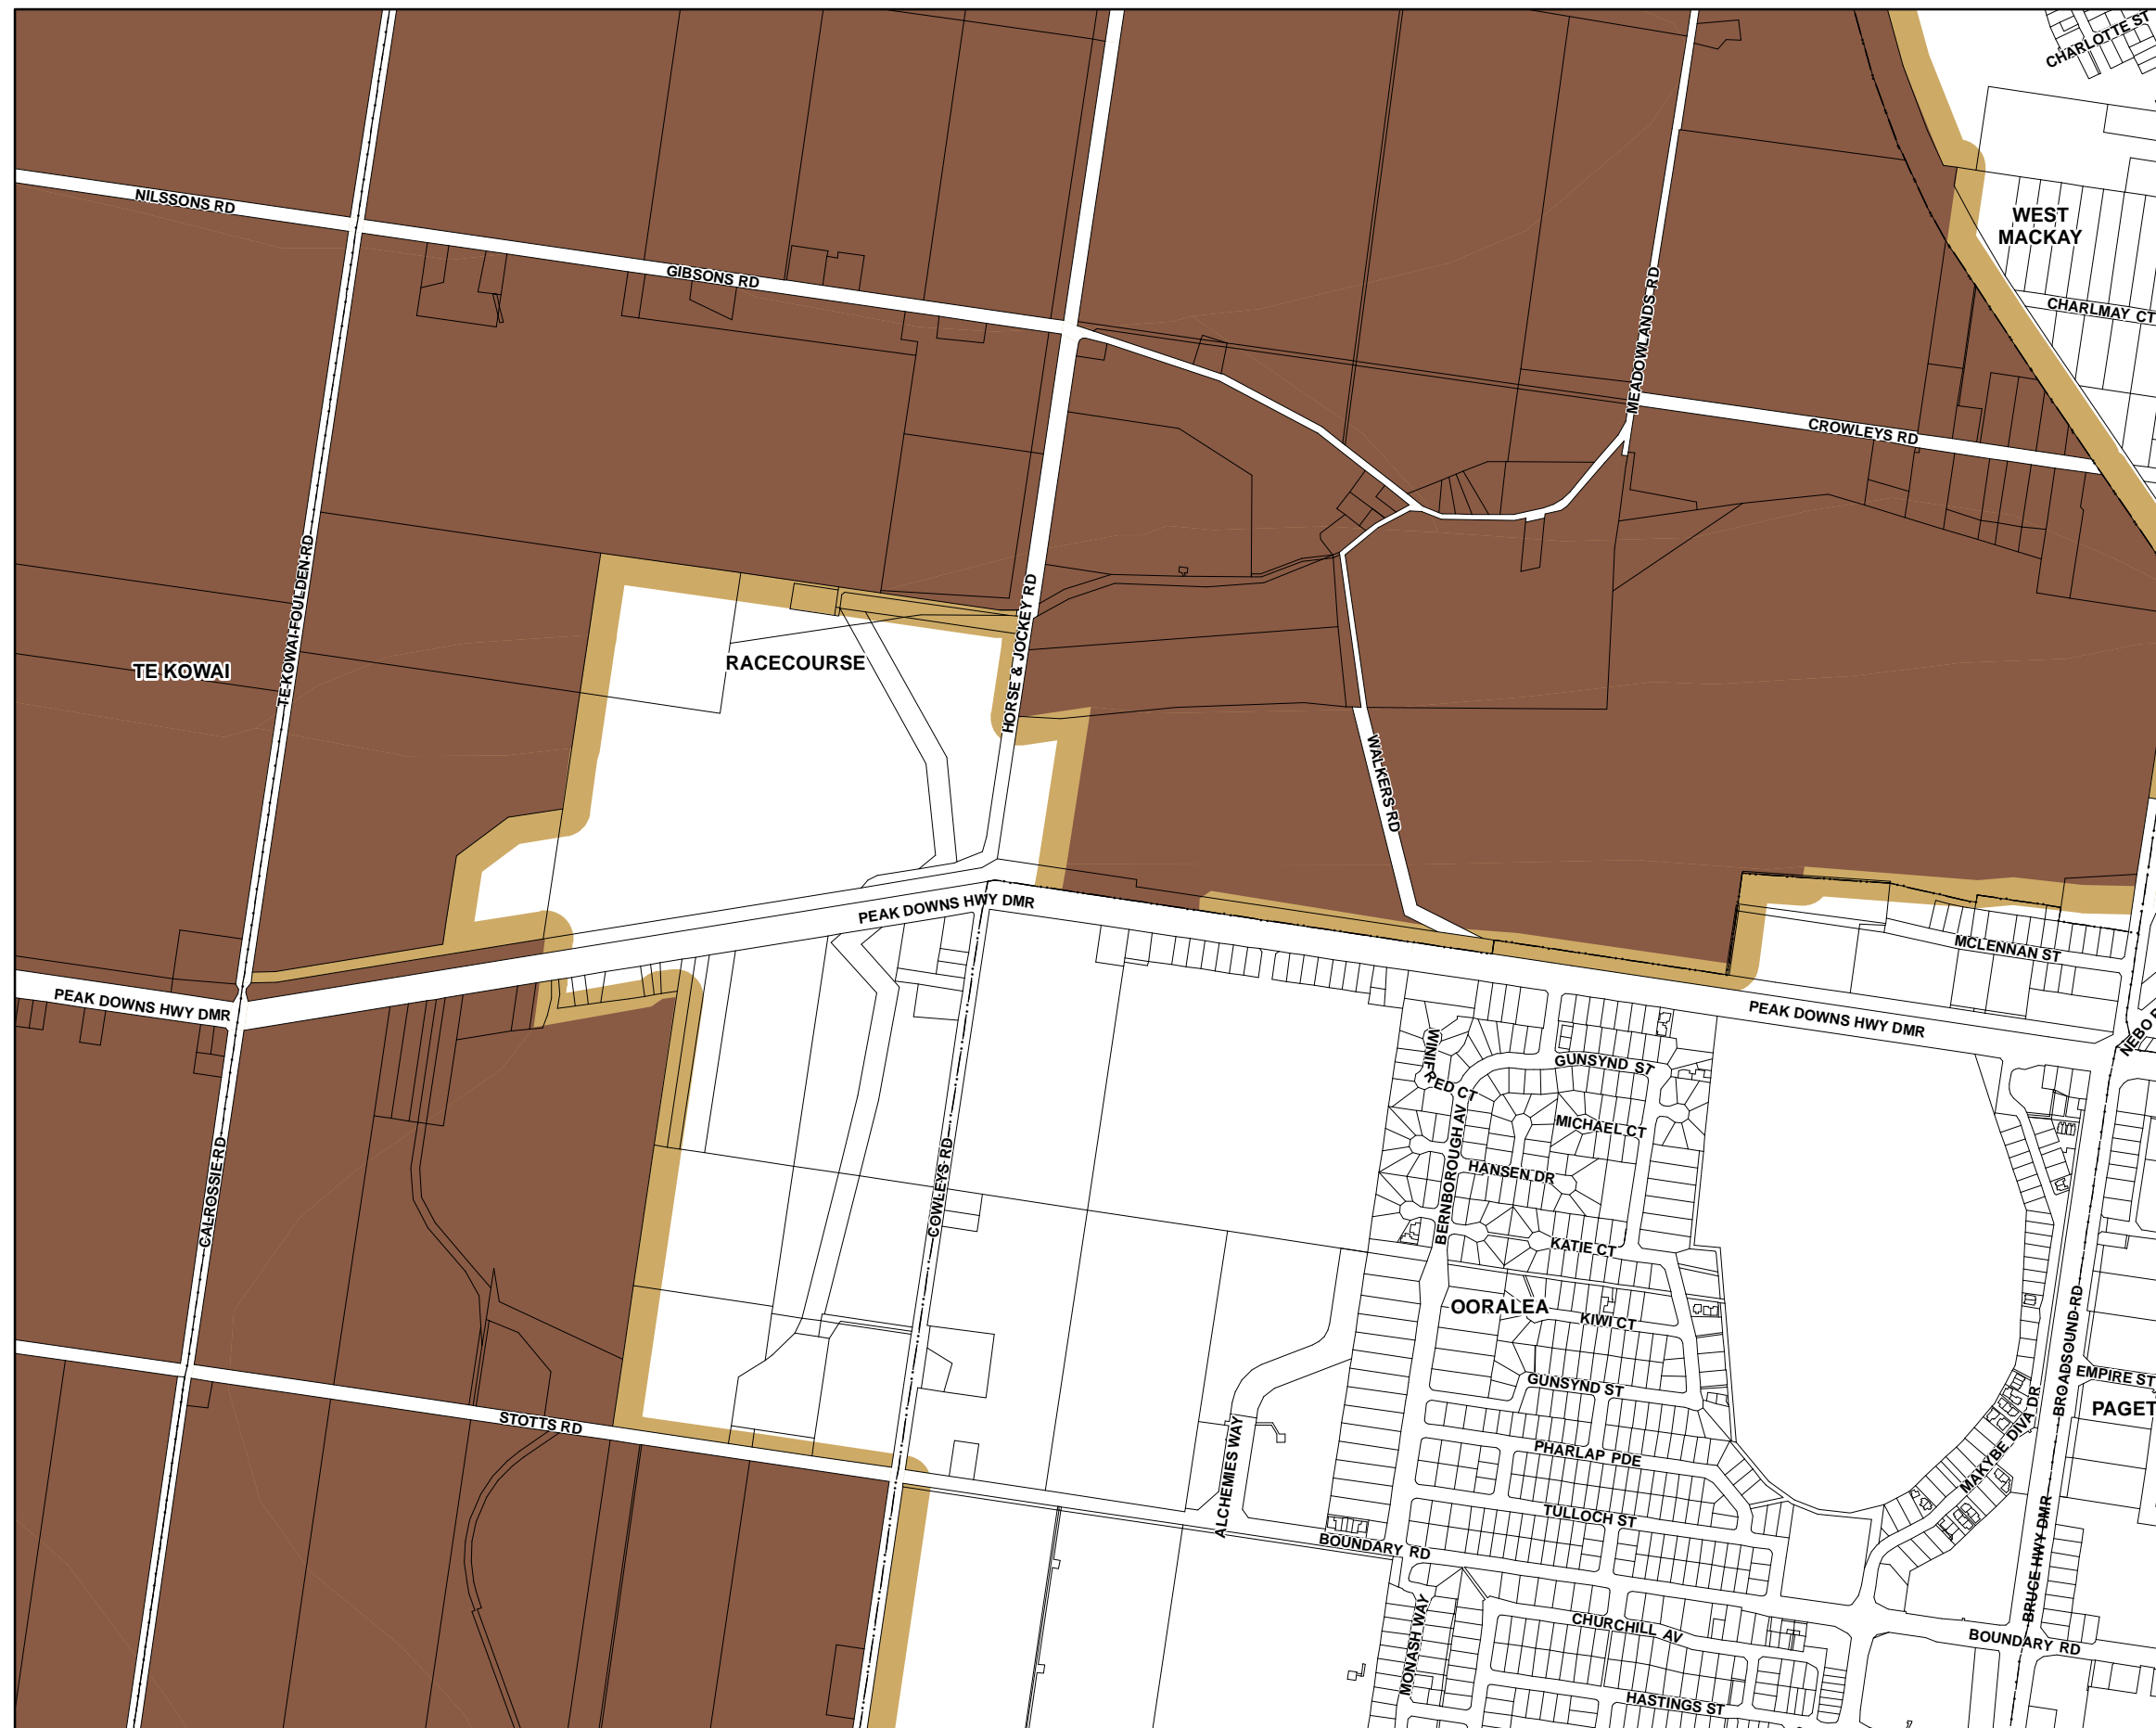 CHARLOTTE ST
NILSSONS RD
WEST
MACKAY
GIBSONS RD
CHARLMAY CT
MEADOWLANDS RD
CROWLEYS RD
TE KOWAI
TE-KOWAI-FOULDEN-RD
RACECOURSE
HORSE & JOCKEY RD
WALKERS RD
PEAK DOWNS HWY DMR
MCLENNAN ST
PEAK DOWNS HWY DMR
PEAK DOWNS HWY DMR
WINIFRED CT
GUNSYND ST
MICHAEL CT
BERNBOROUGH AV
HANSEN DR
CALROSSIE-RD
COWLEYS RD
KATIE CT
OORALEA
KIWI CT
BROADSOUND-RD
EMPIRE ST
GUNSYND ST
PAGET
STOTTS RD
MAKYBE DIVA DR
PHARLAP PDE
ALCHEMIES WAY
TULLOCH ST
BOUNDARY RD
BRUCE HWY DMR
CHURCHILL AV
BOUNDARY RD
MONASH WAY
HASTINGS ST